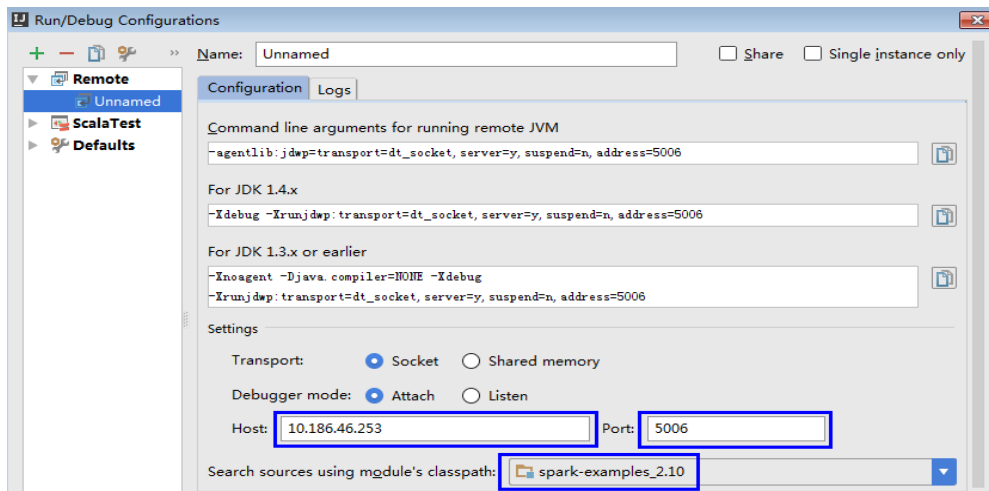 Run/Debug Configurations
Name: Unnamed Share Single instance only
Remote
Unnamed
ScalaTest
Defaults
Configuration Logs
Command line arguments for running remote JVM
-agentlib:jdwp=transport=dt_socket, server=y, suspend=n, address=5006
For JDK 1.4.x
-Xdebug -Xrunjdwp:transport=dt_socket, server=y, suspend=n, address=5006
For JDK 1.3.x or earlier
-Xnoagent -Djava.compiler=NONE -Xdebug
-Xrunjdwp:transport=dt_socket, server=y, suspend=n, address=5006
Settings
Transport: Socket Shared memory
Debugger mode: Attach Listen
Host: 10.186.46.253 Port: 5006
Search sources using module's classpath: spark-examples_2.10